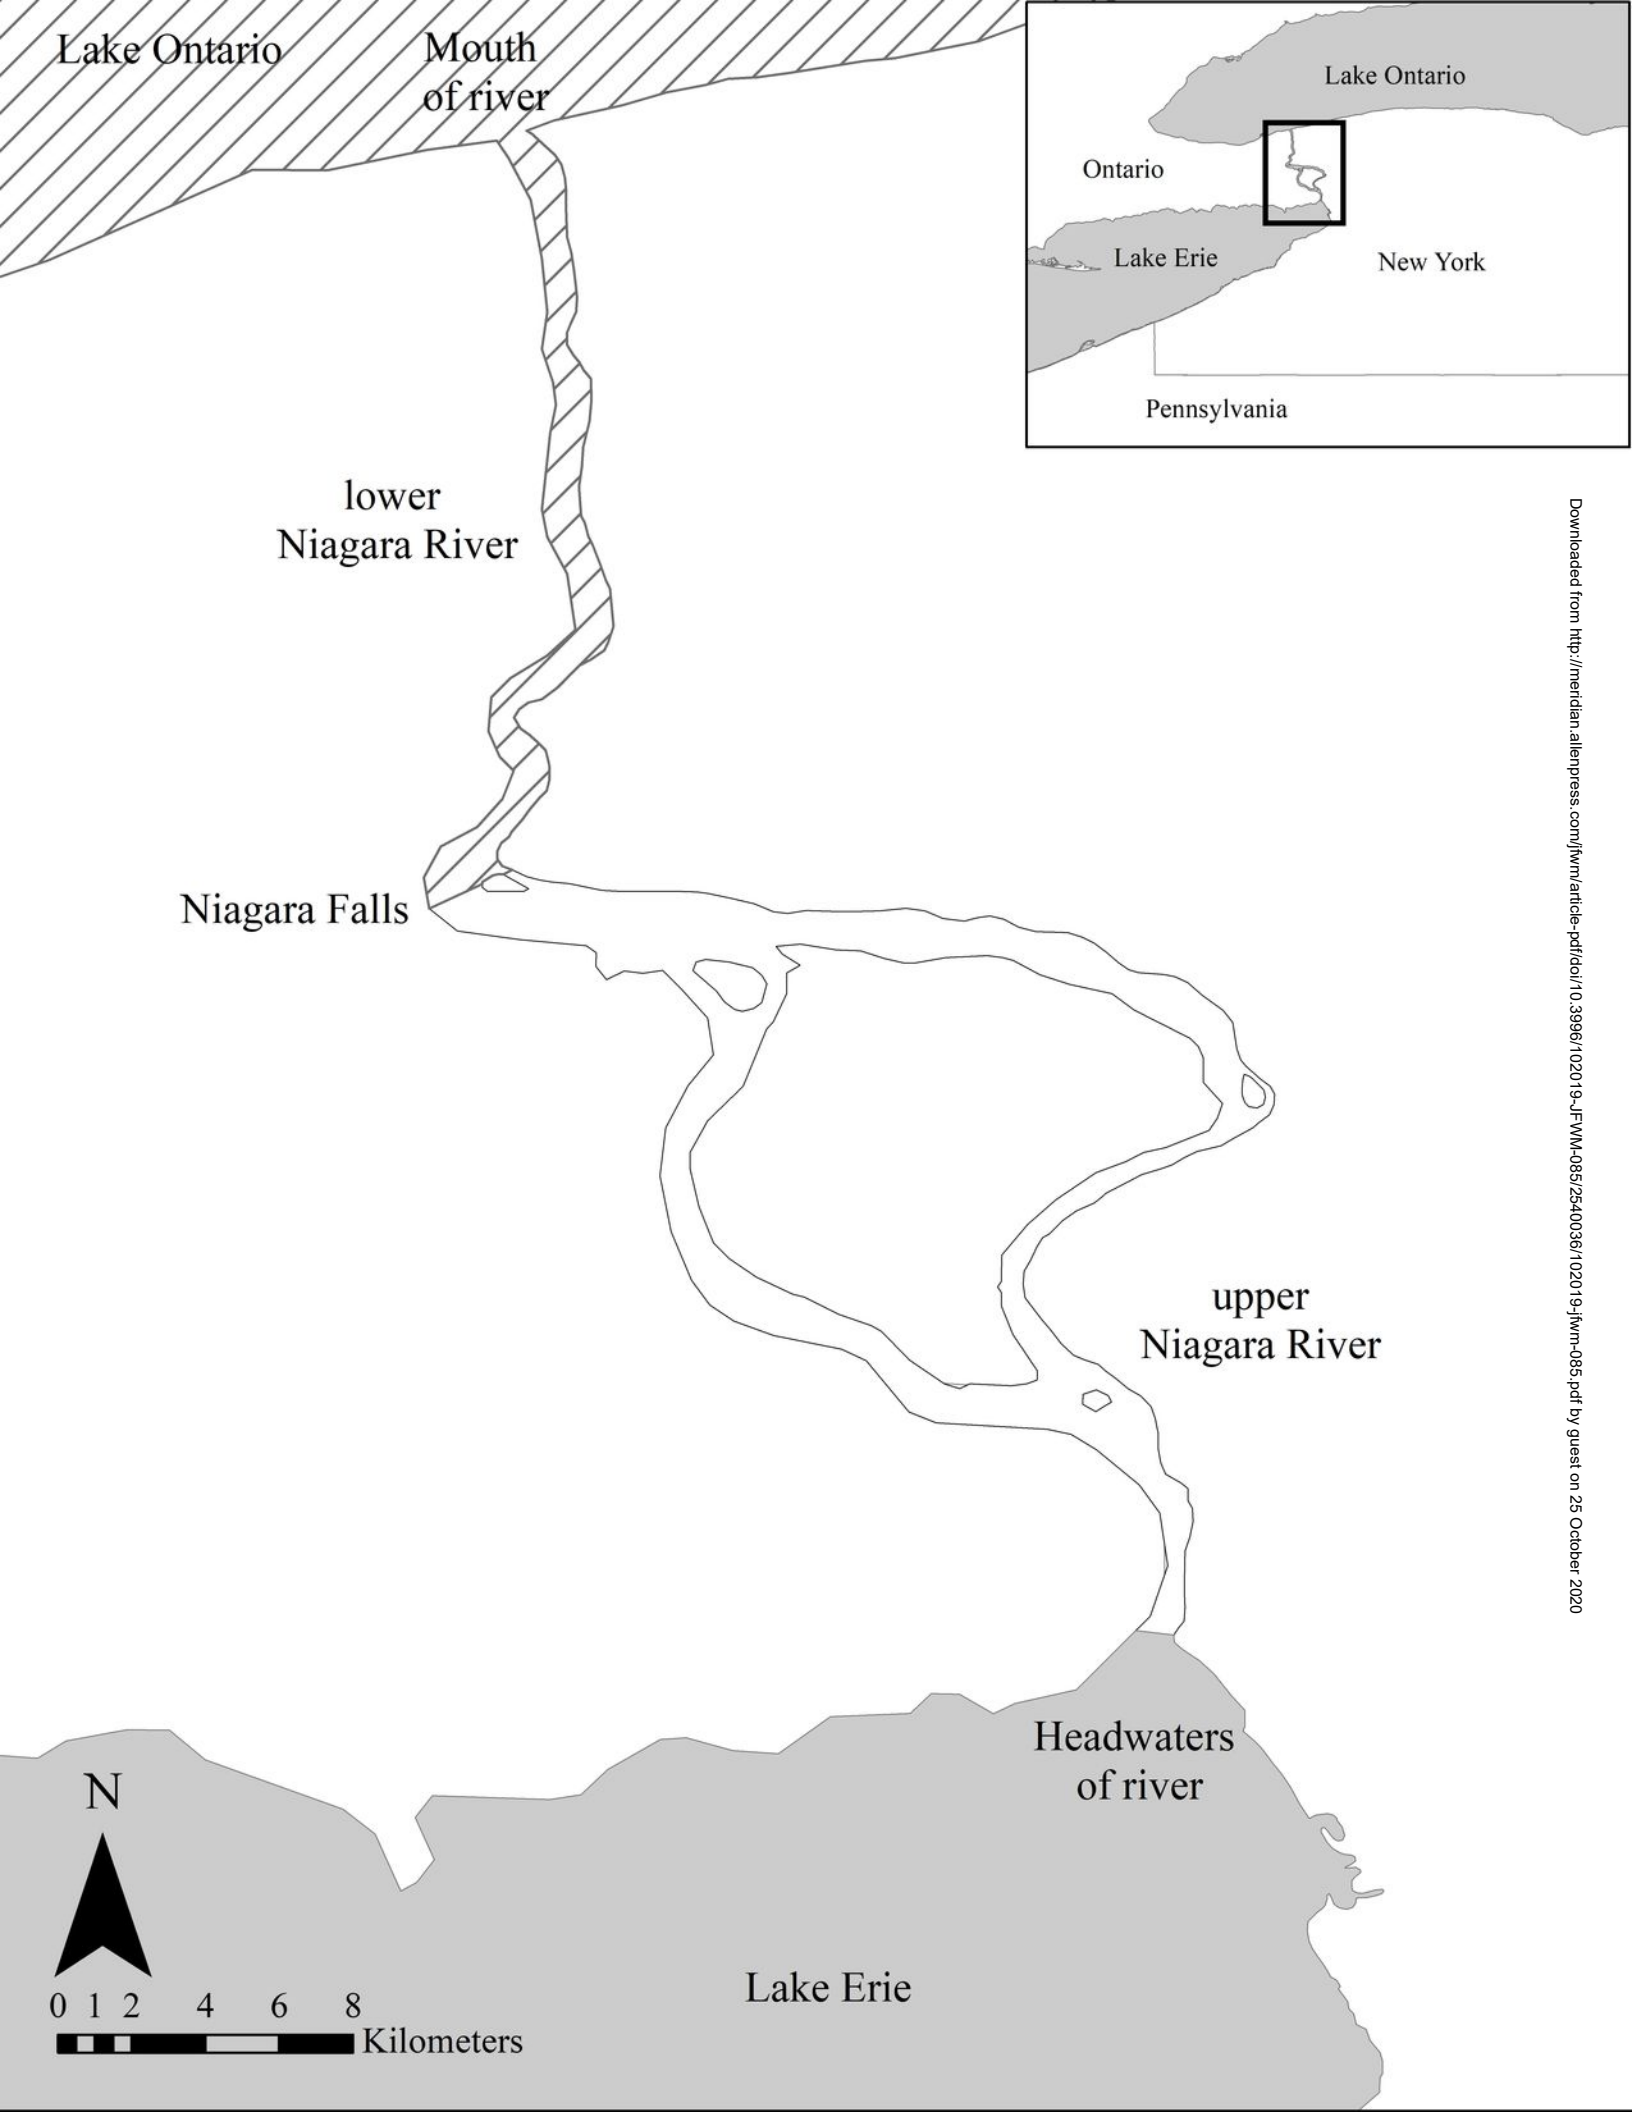 Lake Ontario
Mouth
of river
Lake Ontario
Ontario
Lake Erie
New York
Pennsylvania
lower
Niagara River
Niagara Falls
upper
Niagara River
Headwaters
of river
N
Lake Erie
0 1 2 4 6 8
Kilometers
Downloaded from http://meridian.allenpress.com/jfwm/article-pdf/doi/10.3996/102019-JFWM-085/2540036/102019-jfwm-085.pdf by guest on 25 October 2020